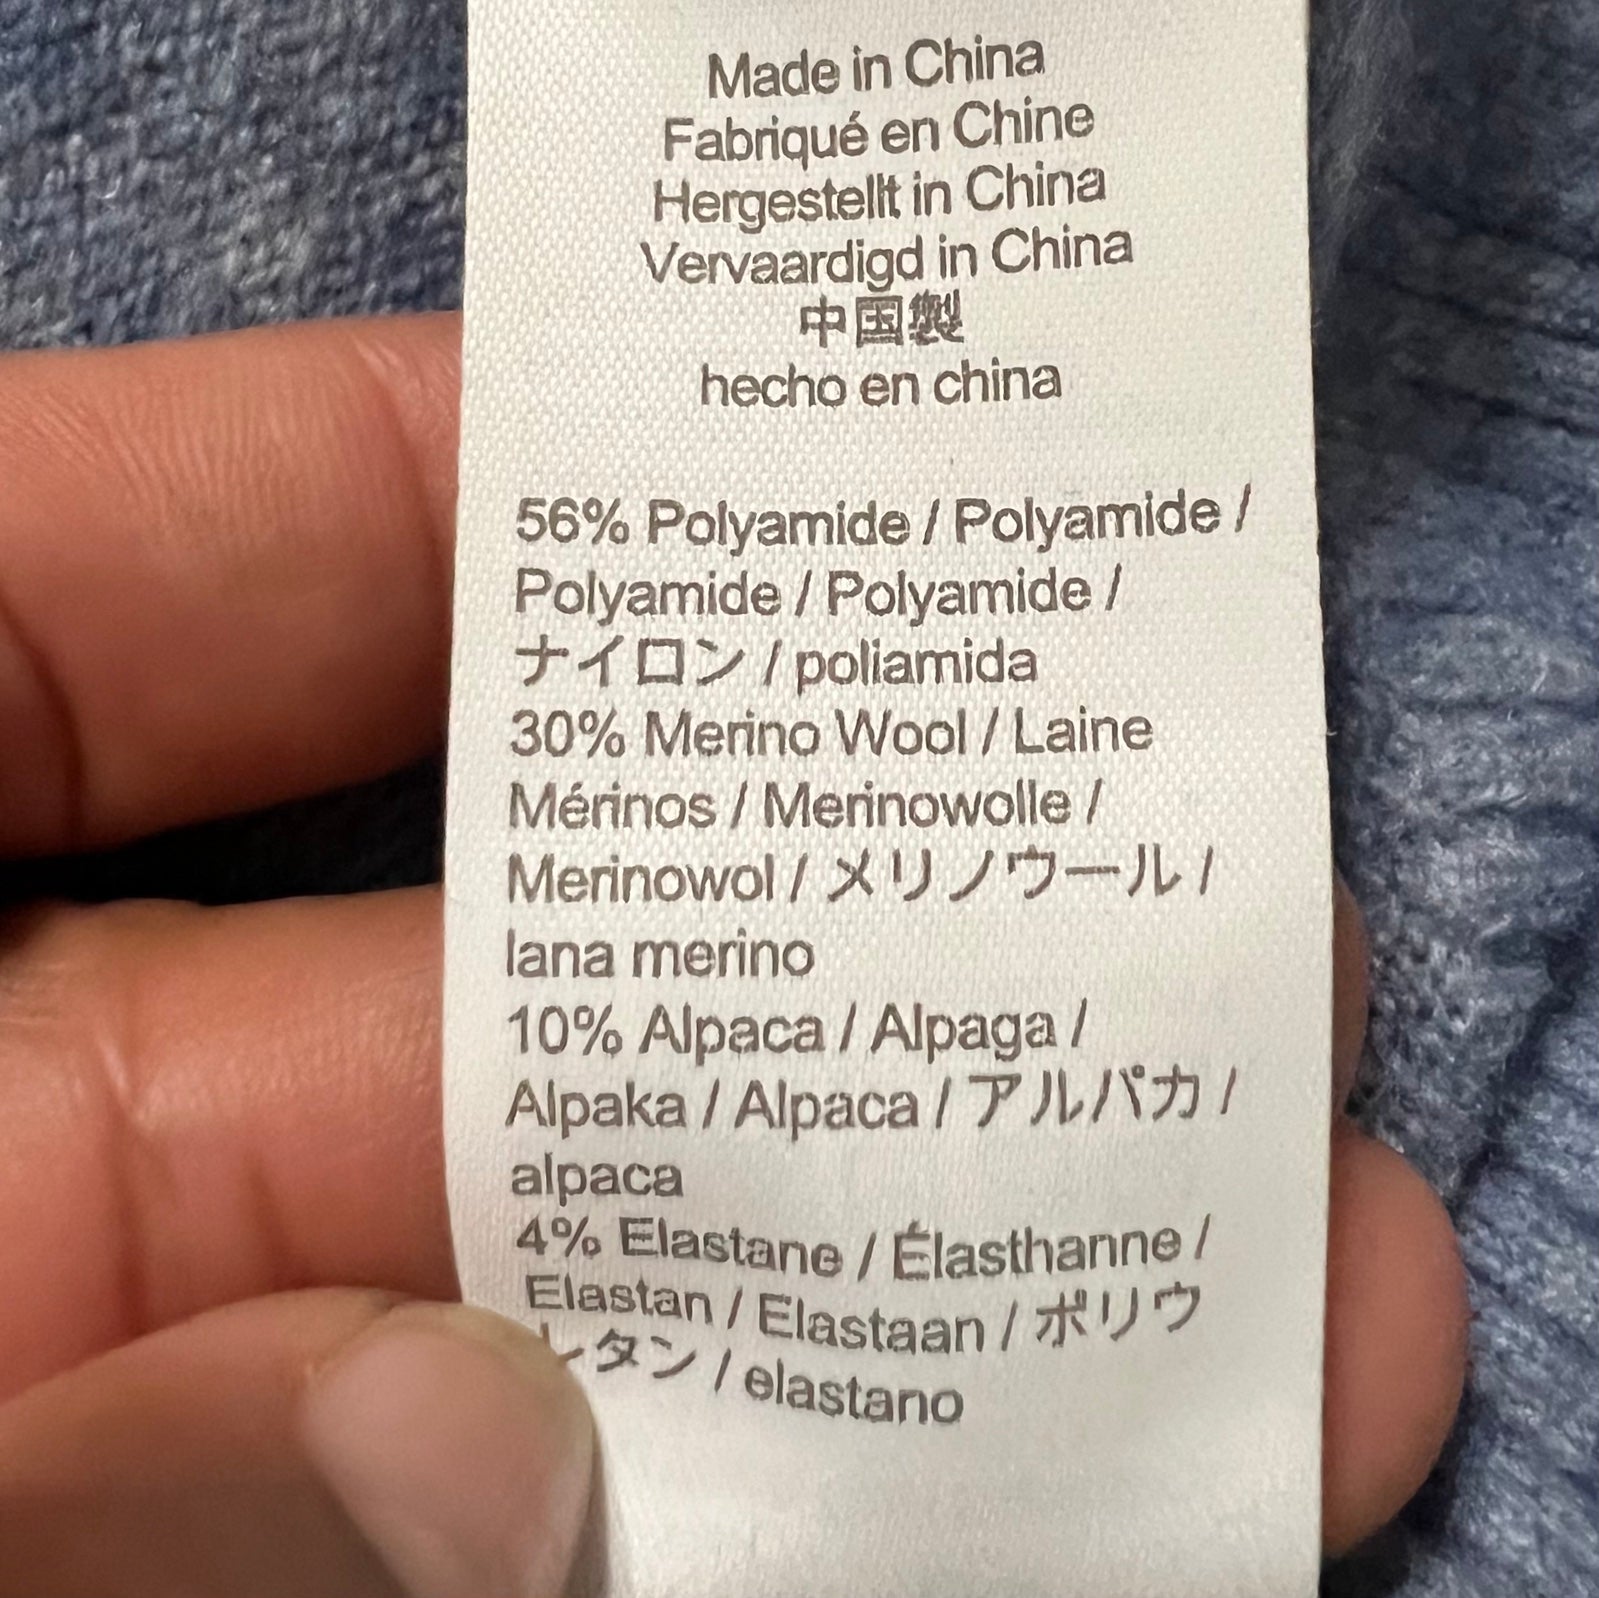 Made in China
Fabriqué en Chine
Hergestellt in China
Vervaardigd in China
中国製
hecho en china
56% Polyamide / Polyamide /
Polyamide / Polyamide /
ナイロン / poliamida
30% Merino Wool / Laine
Mérinos / Merinowolle /
Merinowol / メリノウール /
lana merino
10% Alpaca / Alpaga /
Alpaka / Alpaca / アルパカ /
alpaca
4% Elastane / Élasthanne /
Elastan / Elastaan / ポリウ
レタン / elastano